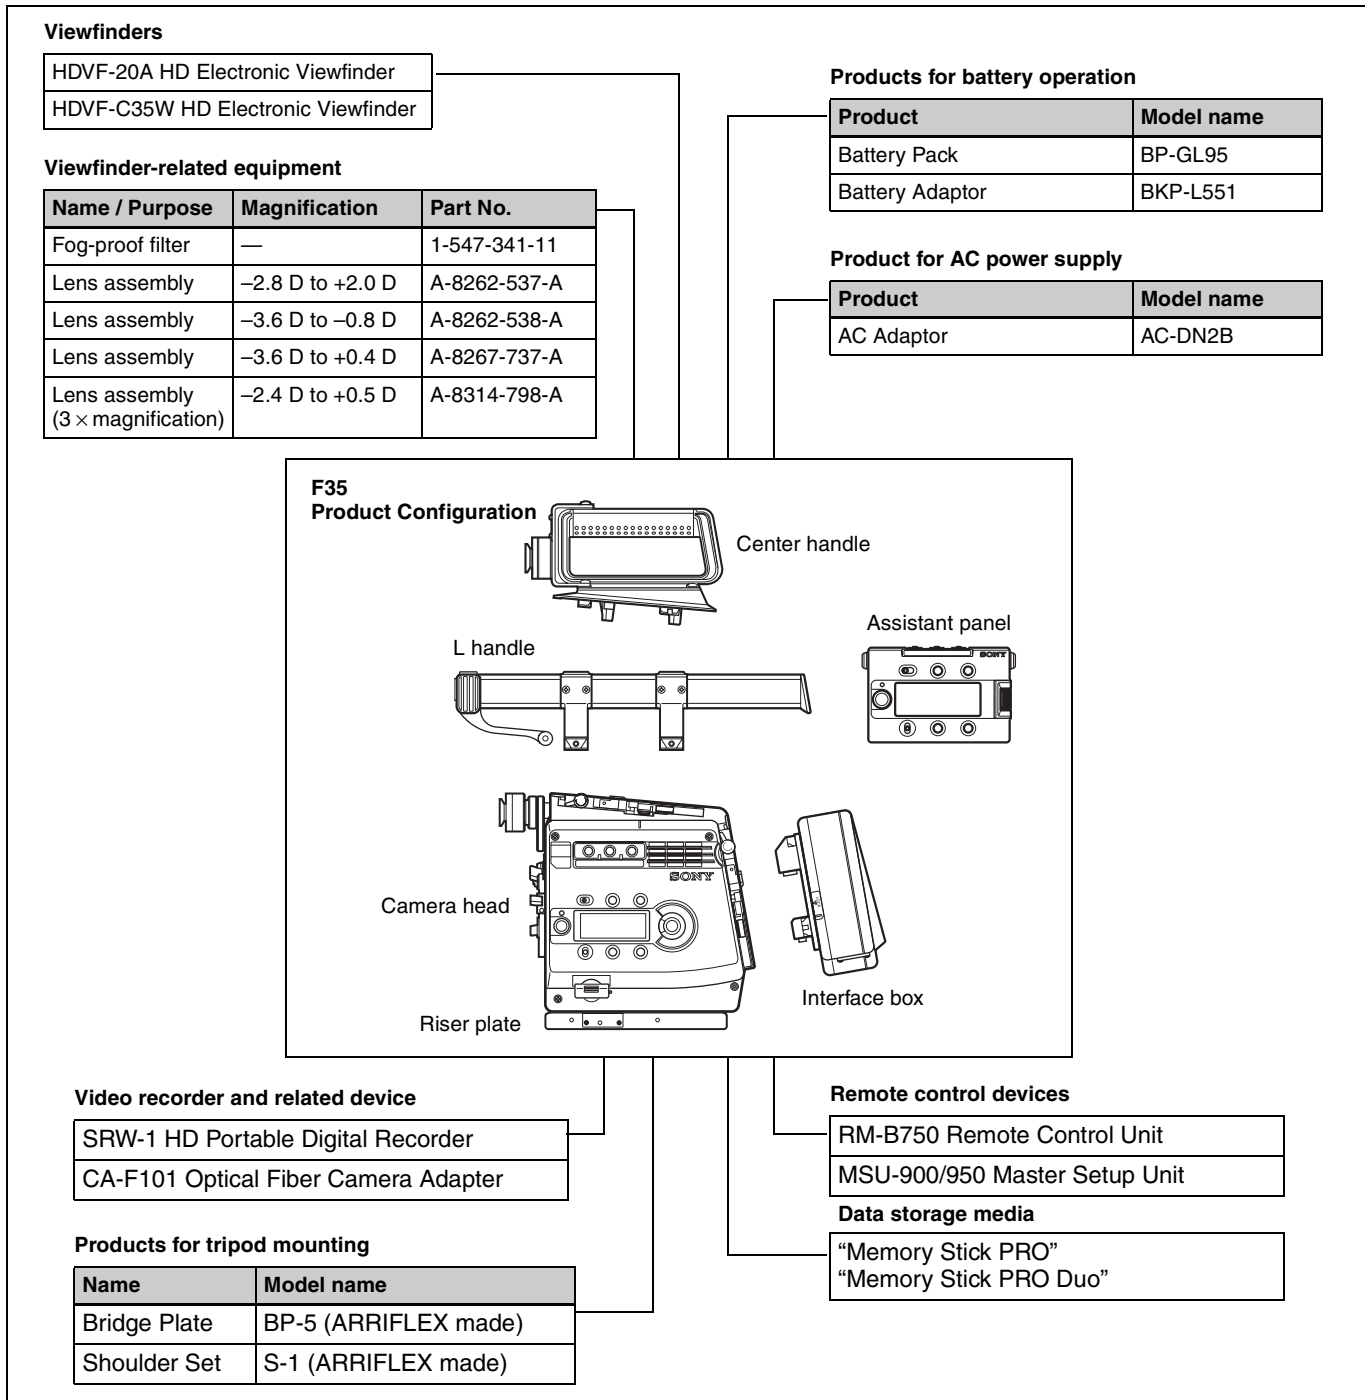 Viewfinders
HDVF-20A HD Electronic Viewfinder
HDVF-C35W HD Electronic Viewfinder
Viewfinder-related equipment
Name / Purpose Magnification Part No.
Fog-proof filter — 1-547-341-11
Lens assembly –2.8 D to +2.0 D A-8262-537-A
Lens assembly –3.6 D to –0.8 D A-8262-538-A
Lens assembly –3.6 D to +0.4 D A-8267-737-A
Lens assembly –2.4 D to +0.5 D A-8314-798-A
(3 × magnification)
Products for battery operation
Product Model name
Battery Pack BP-GL95
Battery Adaptor BKP-L551
Product for AC power supply
Product Model name
AC Adaptor AC-DN2B
F35
Product Configuration
Center handle
L handle
Assistant panel
SONY
SONY
Camera head
Interface box
Riser plate
Video recorder and related device
SRW-1 HD Portable Digital Recorder
CA-F101 Optical Fiber Camera Adapter
Products for tripod mounting
Name Model name
Bridge Plate BP-5 (ARRIFLEX made)
Shoulder Set S-1 (ARRIFLEX made)
Remote control devices
RM-B750 Remote Control Unit
MSU-900/950 Master Setup Unit
Data storage media
“Memory Stick PRO”
“Memory Stick PRO Duo”